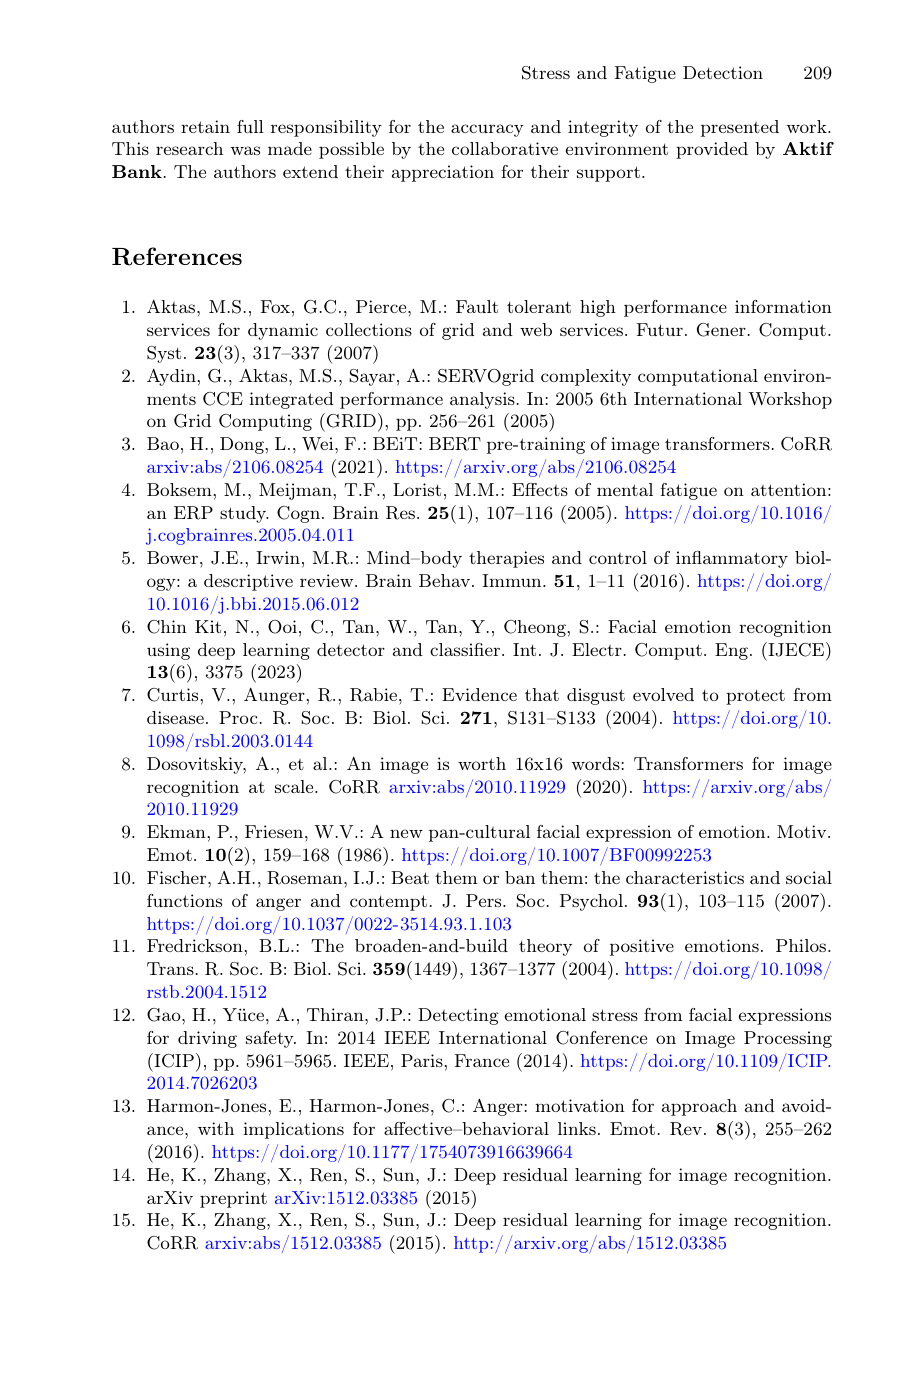 Stress and Fatigue Detection 209
authors retain full responsibility for the accuracy and integrity of the presented work.
This research was made possible by the collaborative environment provided by Aktif
Bank. The authors extend their appreciation for their support.
References
1. Aktas, M.S., Fox, G.C., Pierce, M.: Fault tolerant high performance information
services for dynamic collections of grid and web services. Futur. Gener. Comput.
Syst. 23(3), 317–337 (2007)
2. Aydin, G., Aktas, M.S., Sayar, A.: SERVOgrid complexity computational environ-
ments CCE integrated performance analysis. In: 2005 6th International Workshop
on Grid Computing (GRID), pp. 256–261 (2005)
3. Bao, H., Dong, L., Wei, F.: BEiT: BERT pre-training of image transformers. CoRR
arxiv:abs/2106.08254 (2021). https://arxiv.org/abs/2106.08254
4. Boksem, M., Meijman, T.F., Lorist, M.M.: Effects of mental fatigue on attention:
an ERP study. Cogn. Brain Res. 25(1), 107–116 (2005). https://doi.org/10.1016/
j.cogbrainres.2005.04.011
5. Bower, J.E., Irwin, M.R.: Mind–body therapies and control of inflammatory biol-
ogy: a descriptive review. Brain Behav. Immun. 51, 1–11 (2016). https://doi.org/
10.1016/j.bbi.2015.06.012
6. Chin Kit, N., Ooi, C., Tan, W., Tan, Y., Cheong, S.: Facial emotion recognition
using deep learning detector and classifier. Int. J. Electr. Comput. Eng. (IJECE)
13(6), 3375 (2023)
7. Curtis, V., Aunger, R., Rabie, T.: Evidence that disgust evolved to protect from
disease. Proc. R. Soc. B: Biol. Sci. 271, S131–S133 (2004). https://doi.org/10.
1098/rsbl.2003.0144
8. Dosovitskiy, A., et al.: An image is worth 16x16 words: Transformers for image
recognition at scale. CoRR arxiv:abs/2010.11929 (2020). https://arxiv.org/abs/
2010.11929
9. Ekman, P., Friesen, W.V.: A new pan-cultural facial expression of emotion. Motiv.
Emot. 10(2), 159–168 (1986). https://doi.org/10.1007/BF00992253
10. Fischer, A.H., Roseman, I.J.: Beat them or ban them: the characteristics and social
functions of anger and contempt. J. Pers. Soc. Psychol. 93(1), 103–115 (2007).
https://doi.org/10.1037/0022-3514.93.1.103
11. Fredrickson, B.L.: The broaden-and-build theory of positive emotions. Philos.
Trans. R. Soc. B: Biol. Sci. 359(1449), 1367–1377 (2004). https://doi.org/10.1098/
rstb.2004.1512
12. Gao, H., Yüce, A., Thiran, J.P.: Detecting emotional stress from facial expressions
for driving safety. In: 2014 IEEE International Conference on Image Processing
(ICIP), pp. 5961–5965. IEEE, Paris, France (2014). https://doi.org/10.1109/ICIP.
2014.7026203
13. Harmon-Jones, E., Harmon-Jones, C.: Anger: motivation for approach and avoid-
ance, with implications for affective–behavioral links. Emot. Rev. 8(3), 255–262
(2016). https://doi.org/10.1177/1754073916639664
14. He, K., Zhang, X., Ren, S., Sun, J.: Deep residual learning for image recognition.
arXiv preprint arXiv:1512.03385 (2015)
15. He, K., Zhang, X., Ren, S., Sun, J.: Deep residual learning for image recognition.
CoRR arxiv:abs/1512.03385 (2015). http://arxiv.org/abs/1512.03385